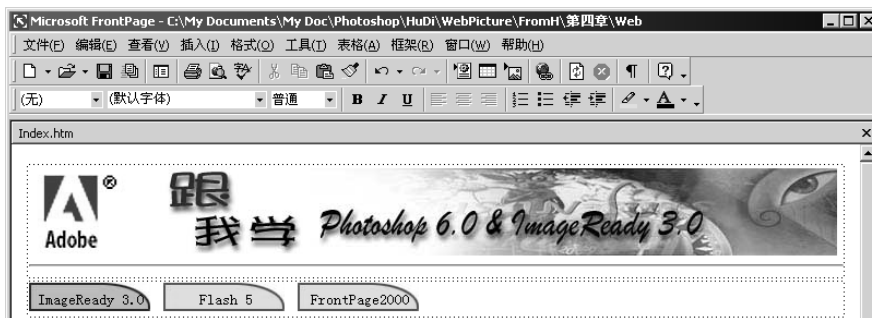 Microsoft FrontPage - C:\My Documents\My Doc\Photoshop\HuDi\WebPicture\FromH\第四章\Web
文件(F) 编辑(E) 查看(V) 插入(I) 格式(O) 工具(T) 表格(A) 框架(R) 窗口(W) 帮助(H)
(无) (默认字体) 普通 B I U A
Index.htm
跟
我学 Photoshop 6.0 & ImageReady 3.0
Adobe ®
ImageReady 3.0 Flash 5 FrontPage2000